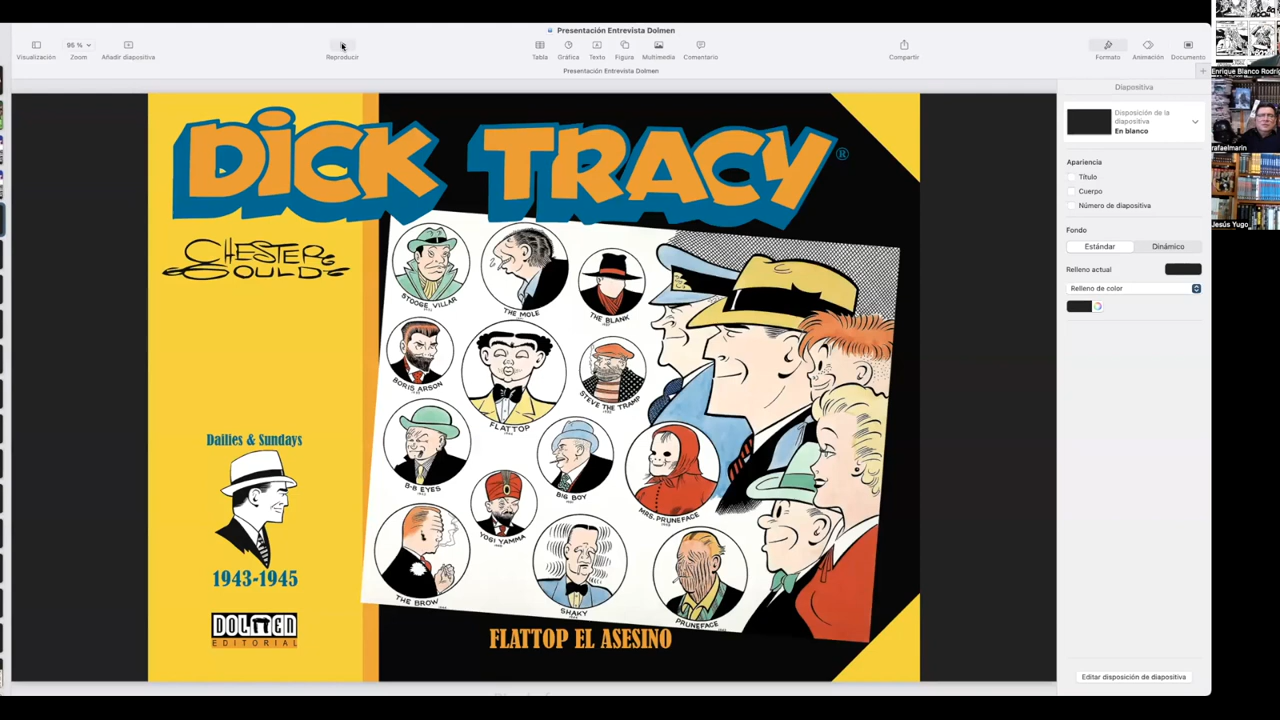 Presentación Entrevista Dolmen
95 %
Visualización
Zoom
Añadir diapositiva
Reproducir
Tabla
Gráfica
Texto
Figura
Multimedia
Comentario
Compartir
Formato
Animación
Documento
Presentación Entrevista Dolmen
DICK TRACY®
CHESTER
GOULD
Dailies & Sundays
1943-1945
DOLMEN
EDITORIAL
STOOGE VILLAR
THE MOLE
THE BLANK
BORIS ARSON
FLATTOP
STEVE THE TRAMP
B-B EYES
BIG BOY
MRS. PRUNEFACE
YOGI YAMMA
THE BROW
SHAKY
PRUNEFACE
FLATTOP EL ASESINO
Diapositiva
Disposición de la
diapositiva
En blanco
Apariencia
Título
Cuerpo
Número de diapositiva
Fondo
Estándar
Dinámico
Relleno actual
Relleno de color
Editar disposición de diapositiva
Enrique Blanco Rodríg
rafaelmarin
Jesús Yugo